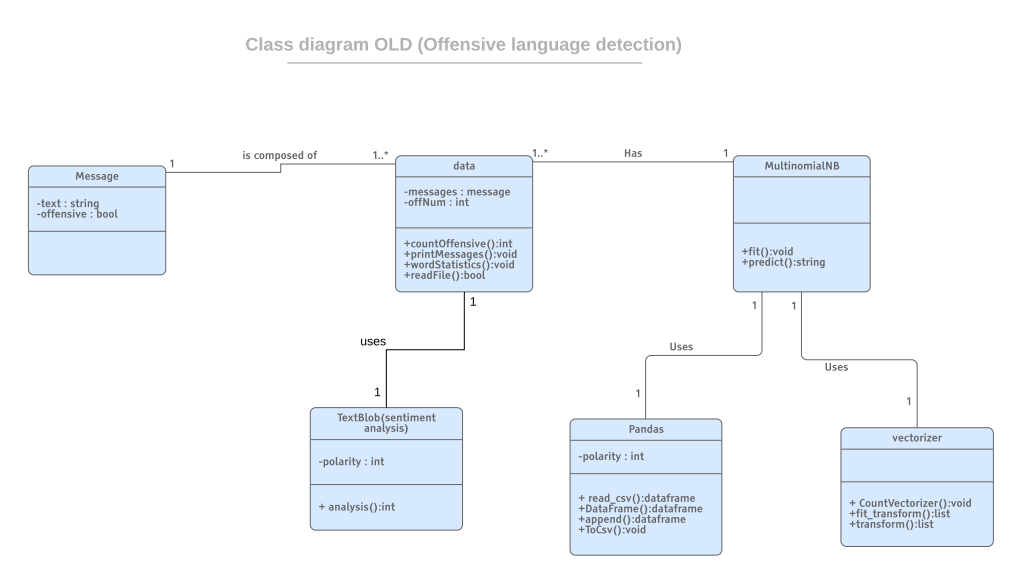 Class diagram OLD (Offensive language detection)
1
is composed of
1..*
1..*
Has
1
Message
-text : string
-offensive : bool
data
-messages : message
-offNum : int
+countOffensive():int
+printMessages():void
+wordStatistics():void
+readFile():bool
MultinomialNB
+fit():void
+predict():string
1
uses
1
1
Uses
1
1
Uses
1
TextBlob(sentiment
analysis)
-polarity : int
+ analysis():int
Pandas
-polarity : int
+ read_csv():dataframe
+DataFrame():dataframe
+append():dataframe
+ToCsv():void
vectorizer
+ CountVectorizer():void
+fit_transform():list
+transform():list